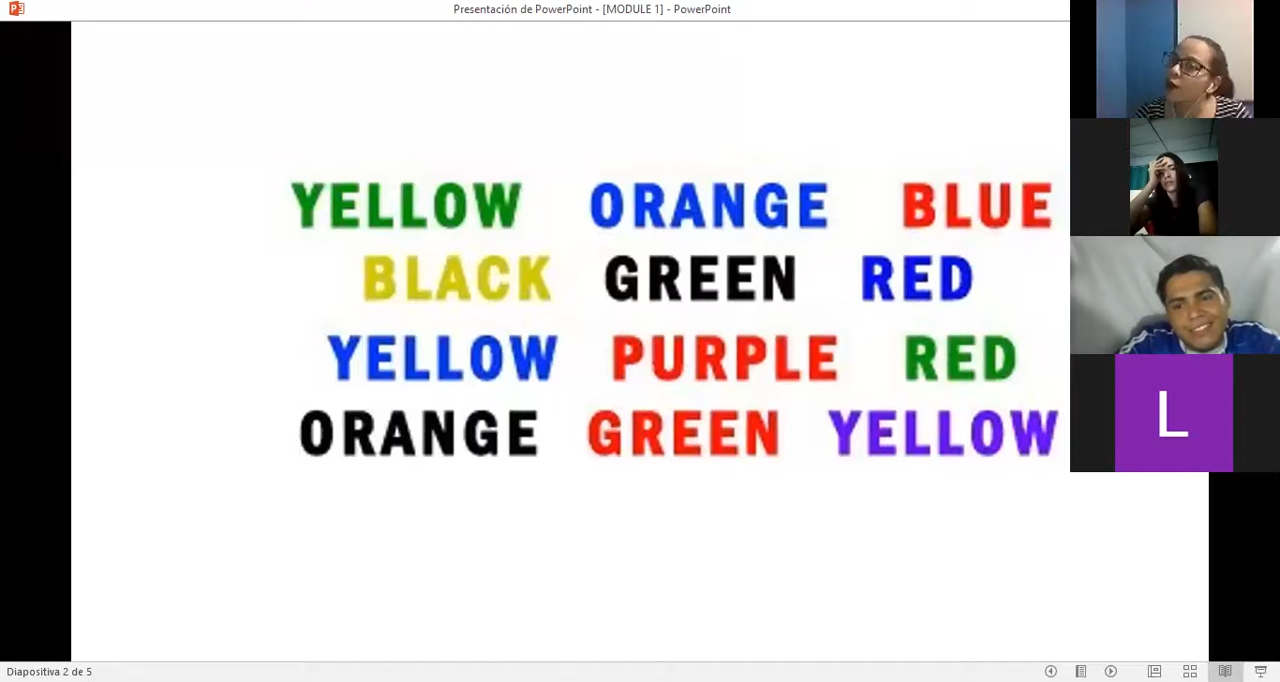 Presentación de PowerPoint - [MODULE 1] - PowerPoint
YELLOW ORANGE BLUE
BLACK GREEN RED
YELLOW PURPLE RED
ORANGE GREEN YELLOW
L
Diapositiva 2 de 5